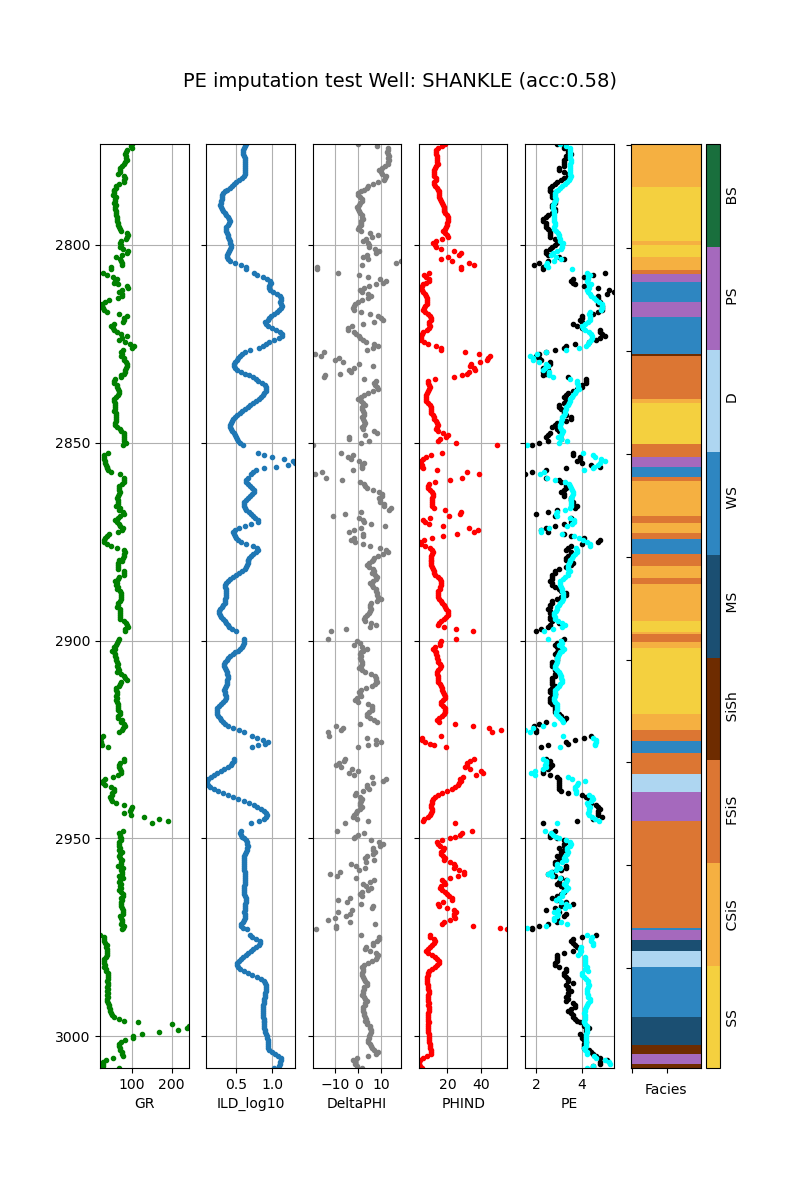 PE imputation test Well: SHANKLE (acc:0.58)
2800
2850
2900
2950
3000
100 200
0.5 1.0
−10 0 10
20 40
2 4
GR
ILD_log10
DeltaPHI
PHIND
PE
Facies
BS
PS
D
WS
MS
SiSh
FSiS
CSiS
SS